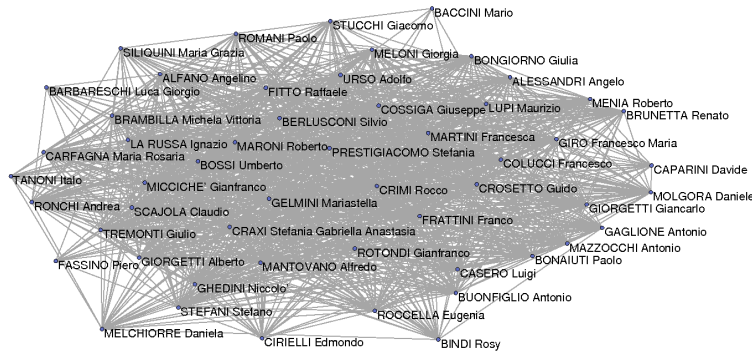 BACCINI Mario
STUCCHI Giacomo
ROMANI Paolo
SILIQUINI Maria Grazia
MELONI Giorgia
BONGIORNO Giulia
ALFANO Angelino
URSO Adolfo
ALESSANDRI Angelo
BARBARESCHI Luca Giorgio
FITTO Raffaele
COSSIGA Giuseppe
LUPI Maurizio
MENIA Roberto
BRUNETTA Renato
BRAMBILLA Michela Vittoria
BERLUSCONI Silvio
MARTINI Francesca
GIRO Francesco Maria
LA RUSSA Ignazio
MARONI Roberto
PRESTIGIACOMO Stefania
CARFAGNA Maria Rosaria
BOSSI Umberto
COLUCCI Francesco
CAPARINI Davide
TANONI Italo
MICCICHE' Gianfranco
CRIMI Rocco
CROSETTO Guido
MOLGORA Daniele
RONCHI Andrea
SCAJOLA Claudio
GELMINI Mariastella
GIORGETTI Giancarlo
FRATTINI Franco
TREMONTI Giulio
CRAXI Stefania Gabriella Anastasia
GAGLIONE Antonio
MAZZOCCHI Antonio
ROTONDI Gianfranco
BONAIUTI Paolo
FASSINO Piero
GIORGETTI Alberto
MANTOVANO Alfredo
CASERO Luigi
GHEDINI Niccolo'
BUONFIGLIO Antonio
STEFANI Stefano
ROCCELLA Eugenia
MELCHIORRE Daniela
CIRIELLI Edmondo
BINDI Rosy